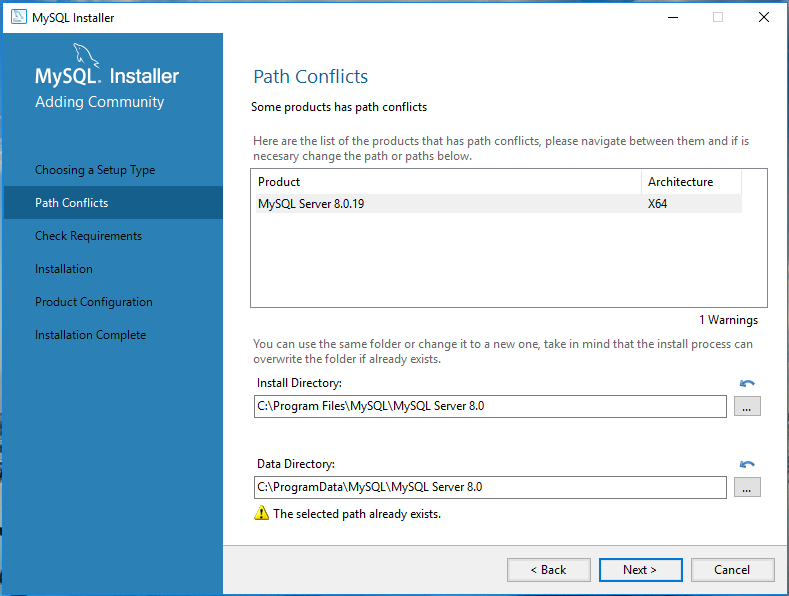 MySQL Installer
MySQL. Installer
Adding Community
Choosing a Setup Type
Path Conflicts
Check Requirements
Installation
Product Configuration
Installation Complete
Path Conflicts
Some products has path conflicts
Here are the list of the products that has path conflicts, please navigate between them and if is
necesary change the path or paths below.
Product Architecture
MySQL Server 8.0.19 X64
1 Warnings
You can use the same folder or change it to a new one, take in mind that the install process can
overwrite the folder if already exists.
Install Directory:
C:\Program Files\MySQL\MySQL Server 8.0
...
Data Directory:
C:\ProgramData\MySQL\MySQL Server 8.0
...
The selected path already exists.
< Back Next > Cancel